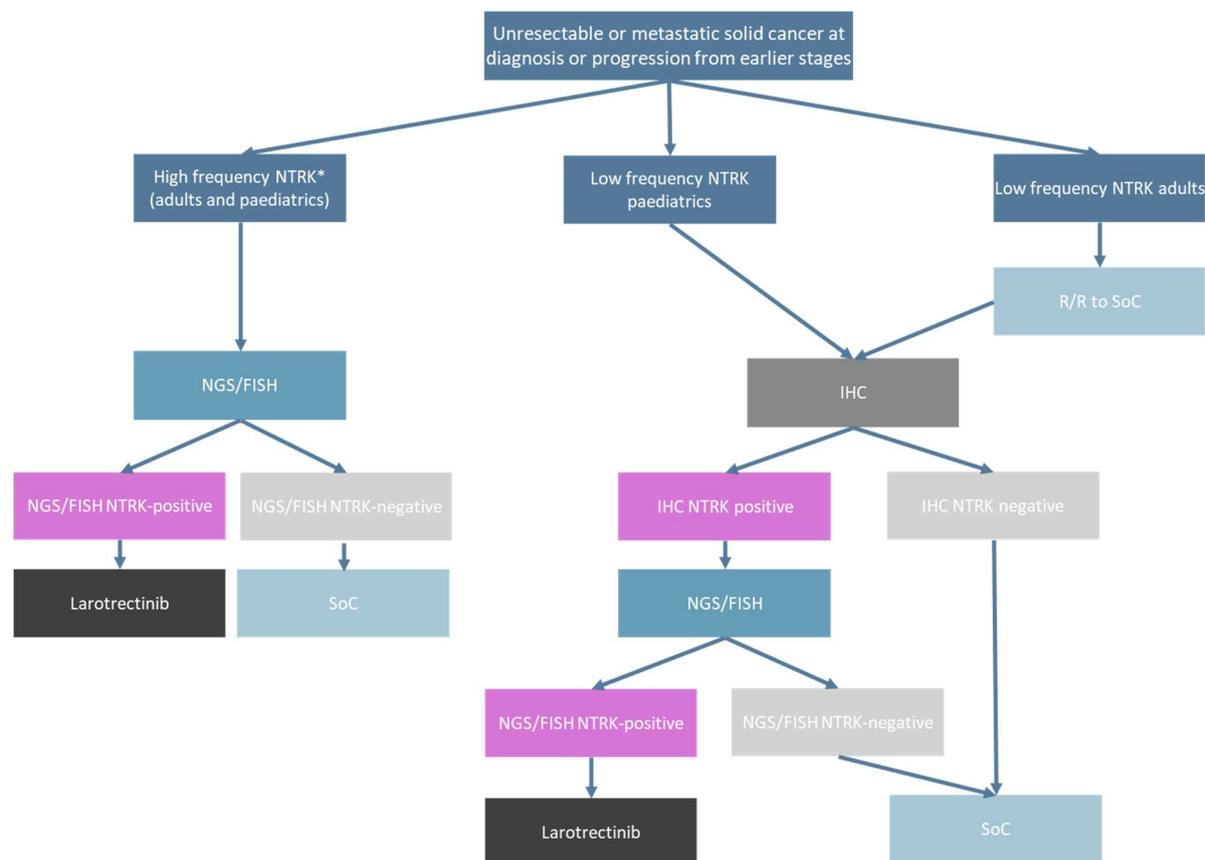 Unresectable or metastatic solid cancer at
diagnosis or progression from earlier stages
High frequency NTRK*
(adults and paediatrics)
Low frequency NTRK
paediatrics
Low frequency NTRK adults
R/R to SoC
NGS/FISH
IHC
NGS/FISH NTRK-positive
NGS/FISH NTRK-negative
IHC NTRK positive
IHC NTRK negative
Larotrectinib
SoC
NGS/FISH
NGS/FISH NTRK-positive
NGS/FISH NTRK-negative
Larotrectinib
SoC